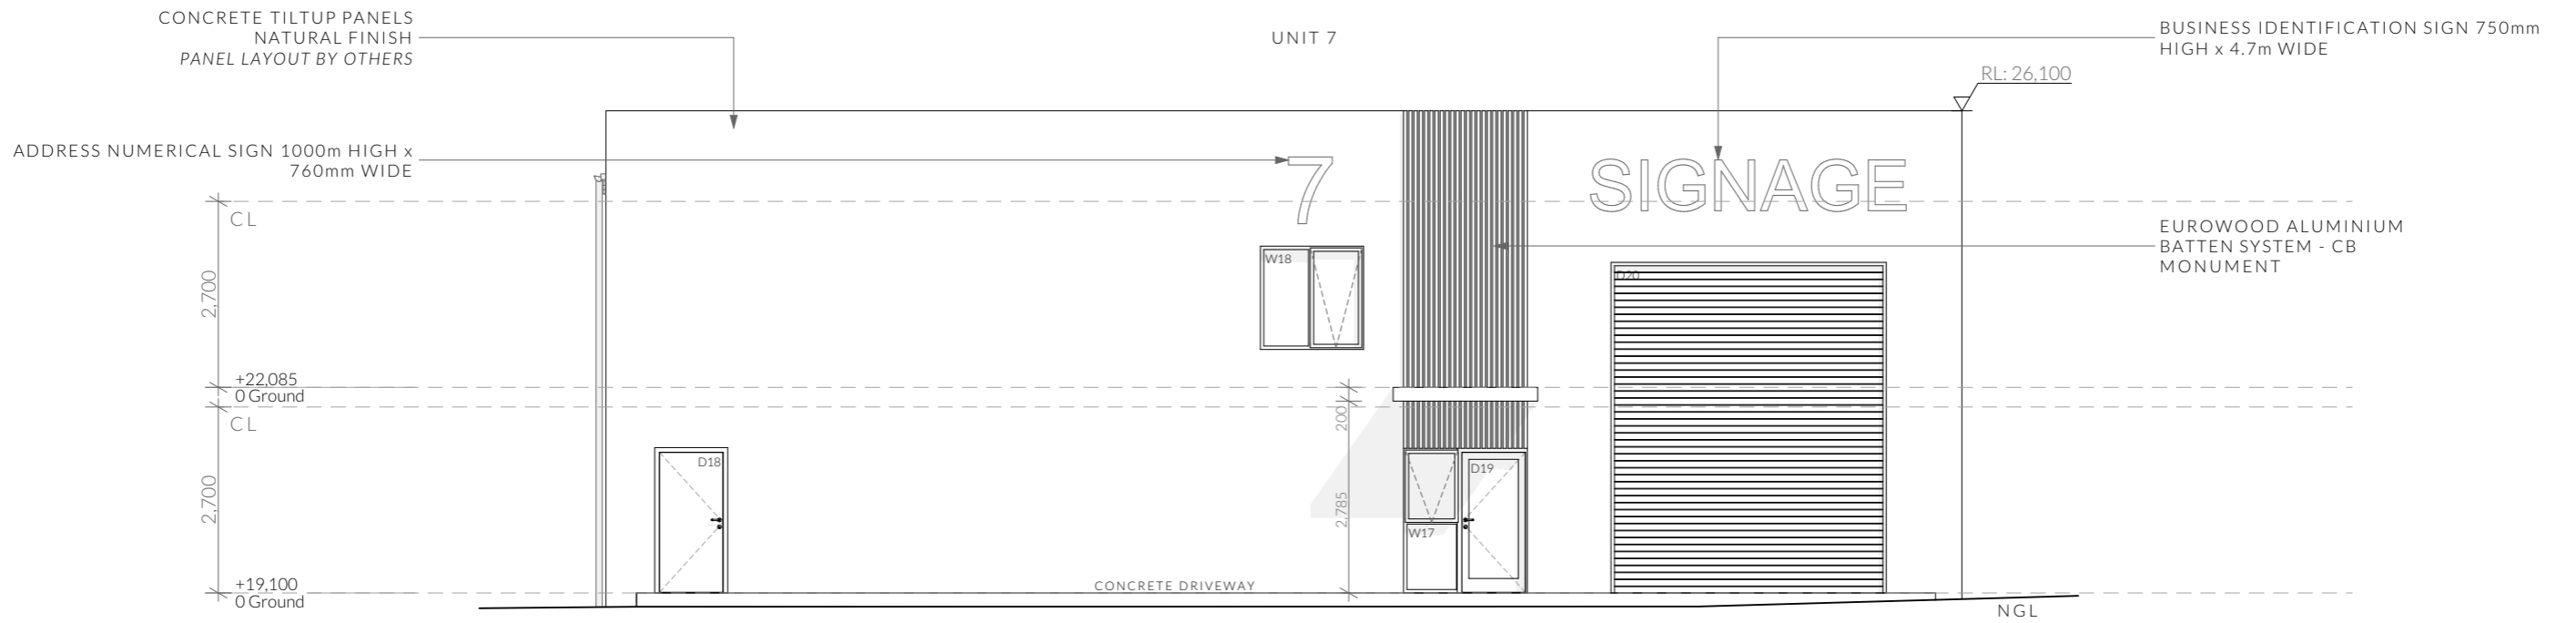 CONCRETE TILTUP PANELS
NATURAL FINISH
PANEL LAYOUT BY OTHERS
UNIT 7
BUSINESS IDENTIFICATION SIGN 750mm
HIGH x 4.7m WIDE
RL: 26,100
ADDRESS NUMERICAL SIGN 1000m HIGH x
760mm WIDE
7
SIGNAGE
CL
EUROWOOD ALUMINIUM
BATTEN SYSTEM - CB
MONUMENT
W18
D20
2,700
+22,085
0 Ground
CL
200
D18
D19
2,700
2,785
W17
+19,100
0 Ground
CONCRETE DRIVEWAY
NGL